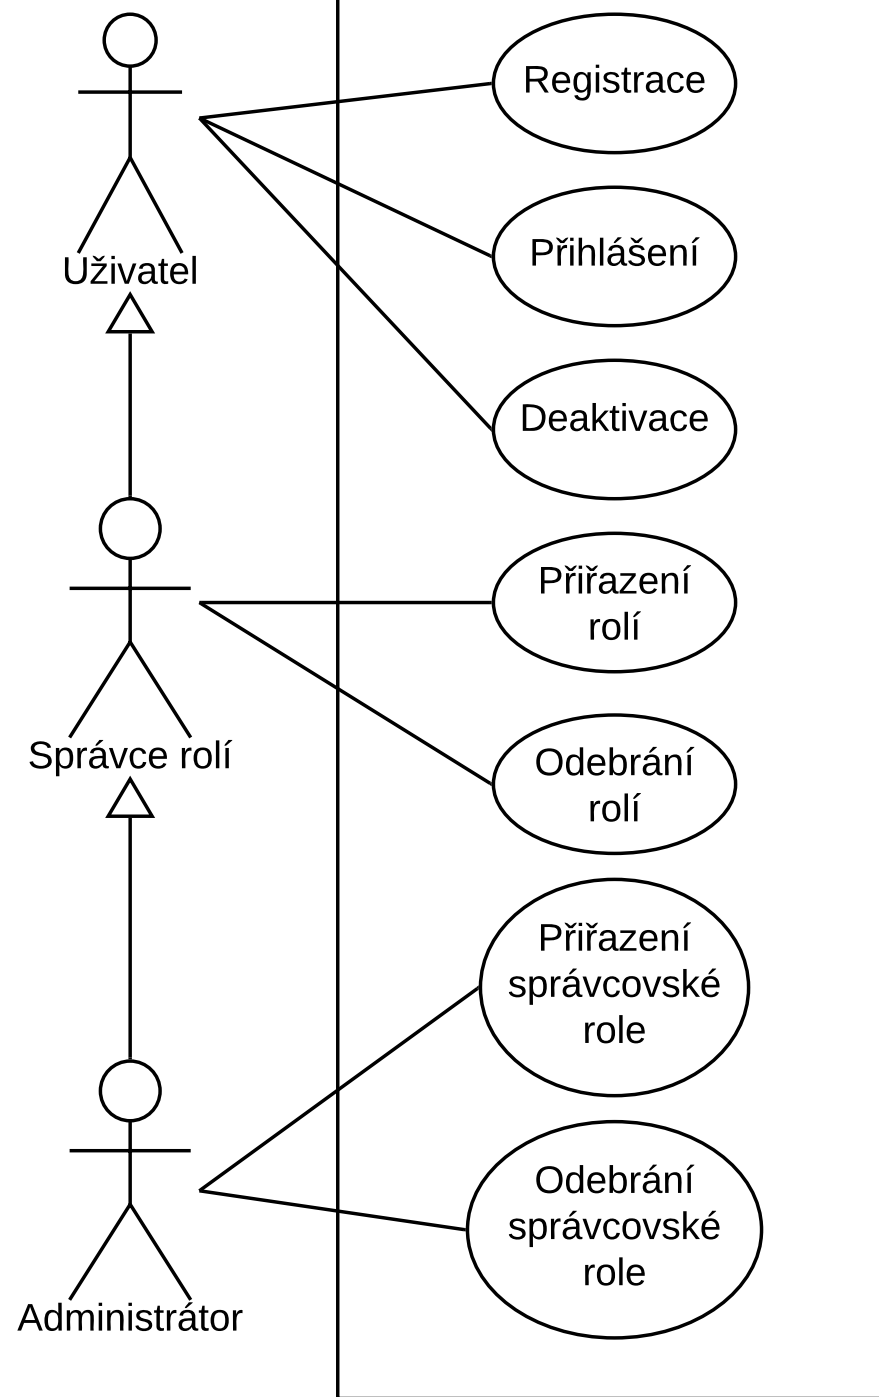 Registrace
Přihlášení
Uživatel
Deaktivace
Přiřazení
rolí
Správce rolí
Odebrání
rolí
Přiřazení
správcovské
role
Odebrání
správcovské
role
Administrátor